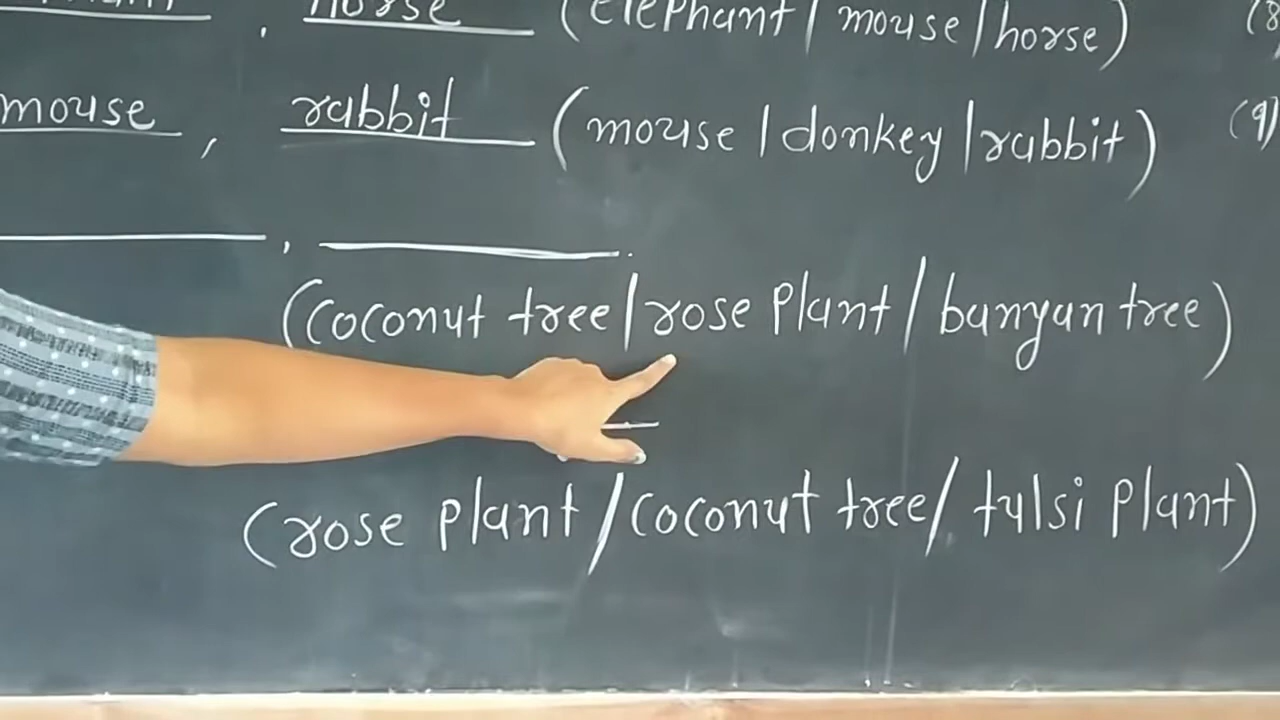 horse (elephant / mouse / horse) (8)
mouse, rabbit (mouse / donkey / rabbit) (9)
, .
(coconut tree / rose plant / banyan tree)
(rose plant / coconut tree / tulsi plant)